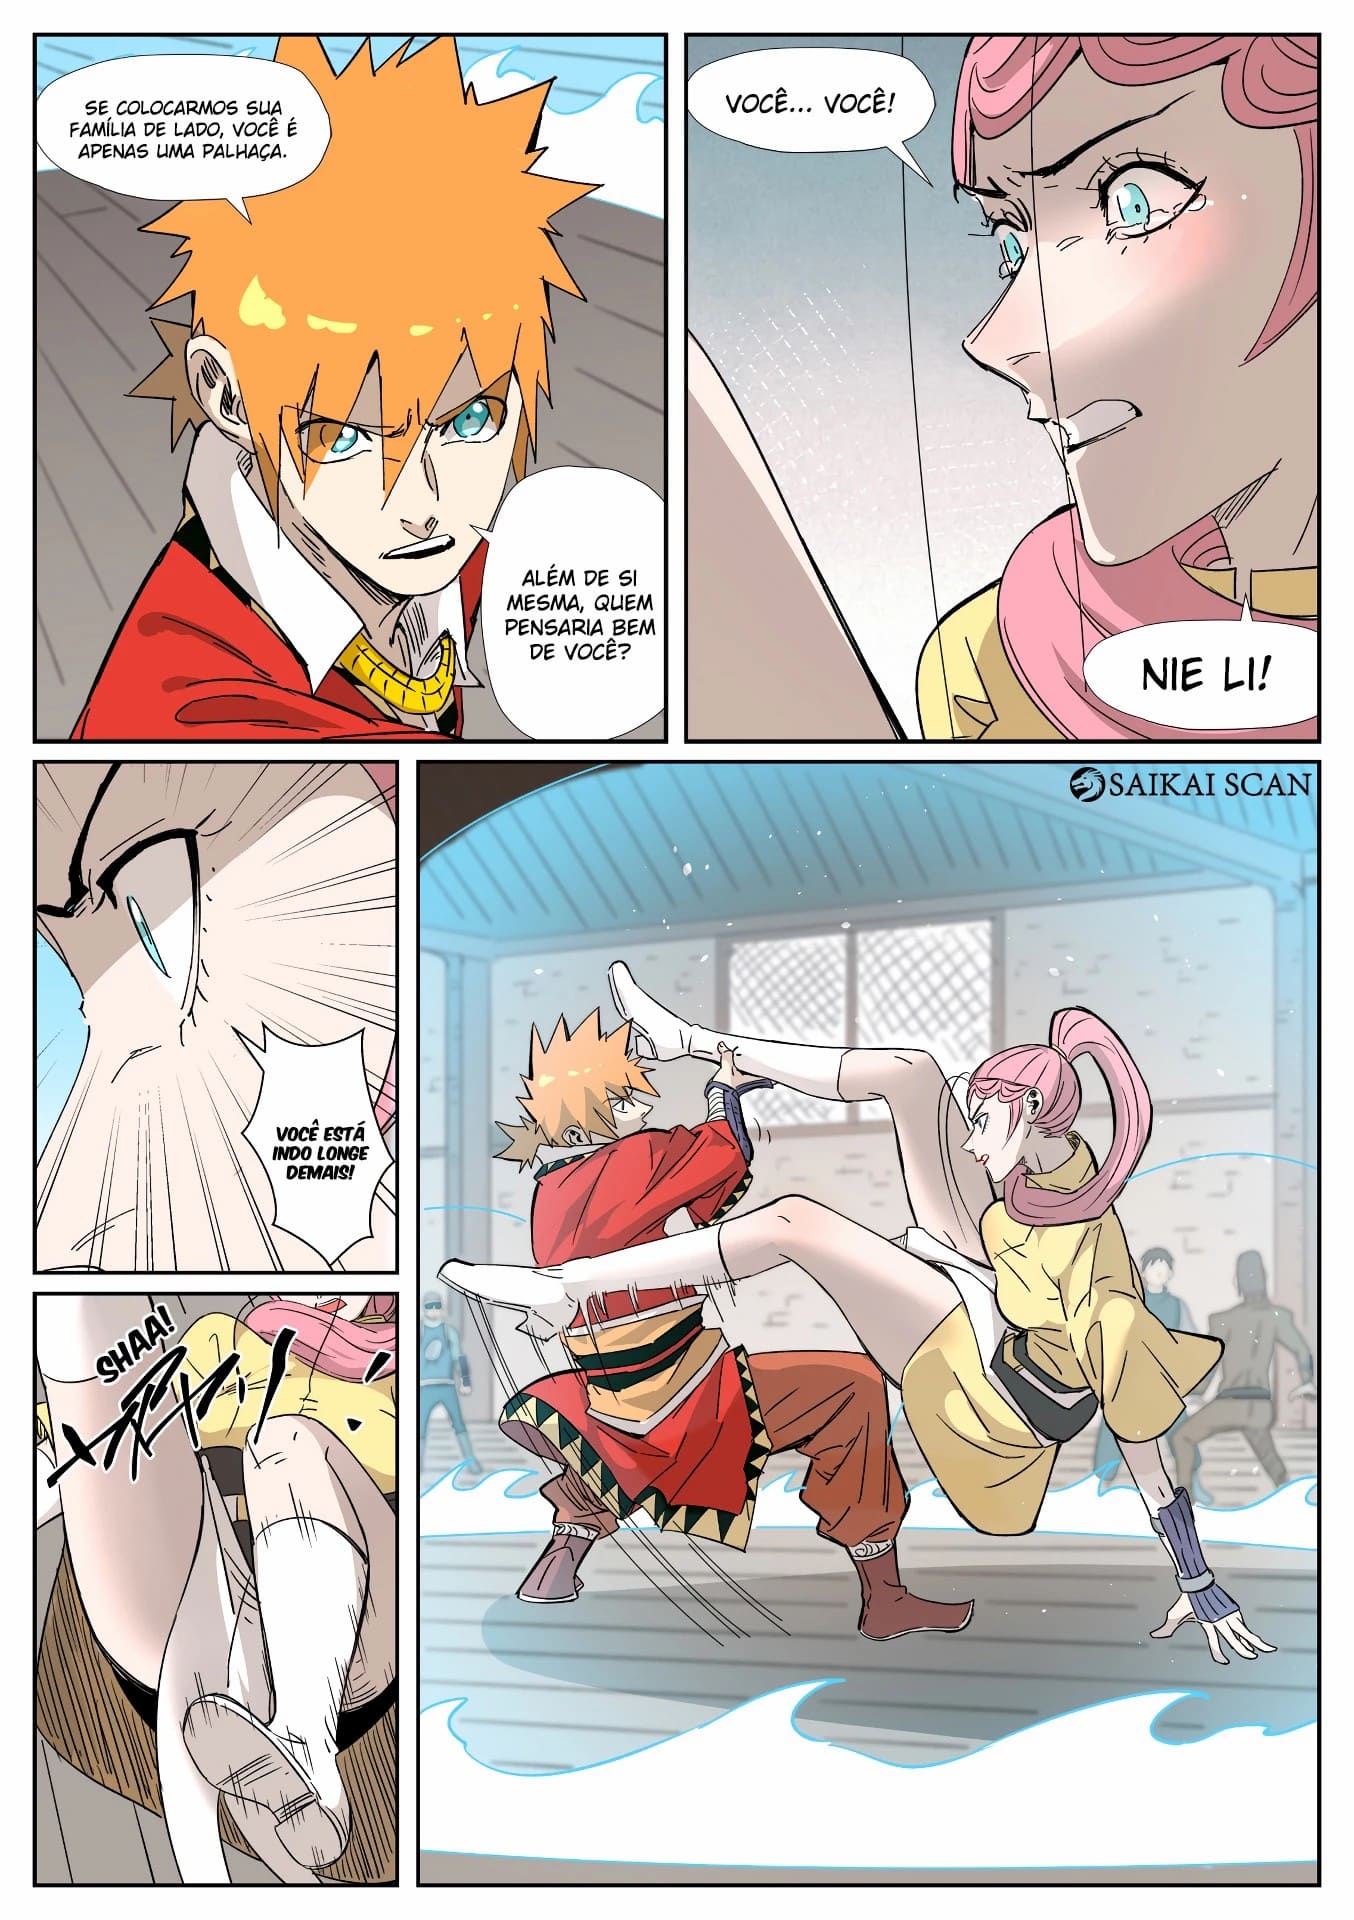 SE COLOCARMOS SUA
FAMÍLIA DE LADO, VOCÊ É
APENAS UMA PALHAÇA.
ALÉM DE SI
MESMA, QUEM
PENSARIA BEM
DE VOCÊ?
VOCÊ... VOCÊ!
NIE LI!
VOCÊ ESTÁ
INDO LONGE
DEMAIS!
SAIKAI SCAN
SHAA!